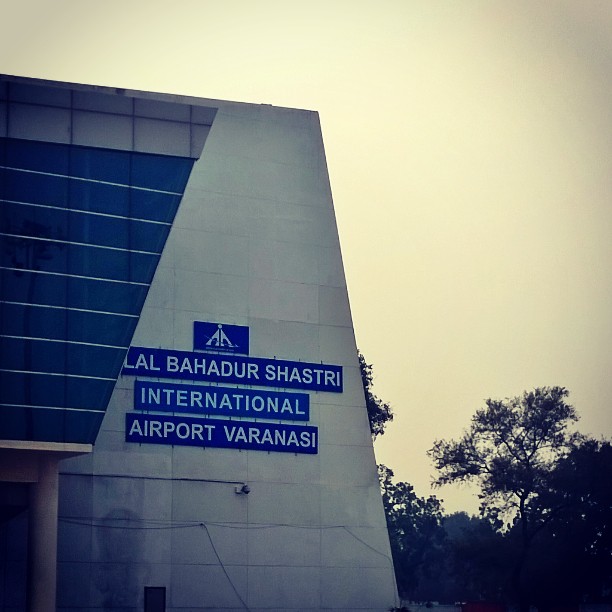 LAL BAHADUR SHASTRI
INTERNATIONAL
AIRPORT VARANASI